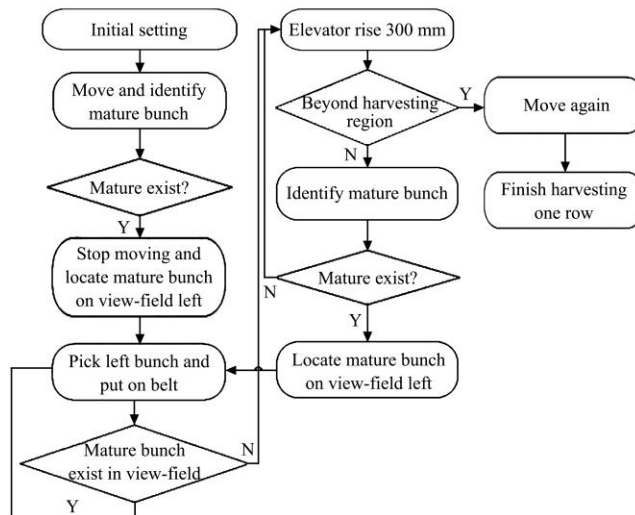 Initial setting
Move and identify
mature bunch
Mature exist?
Y
Stop moving and
locate mature bunch
on view-field left
Pick left bunch and
put on belt
Mature bunch
exist in view-field
N
Y
Elevator rise 300 mm
Beyond harvesting
region
Y
N
Identify mature bunch
Mature exist?
N
Y
Locate mature bunch
on view-field left
Move again
Finish harvesting
one row